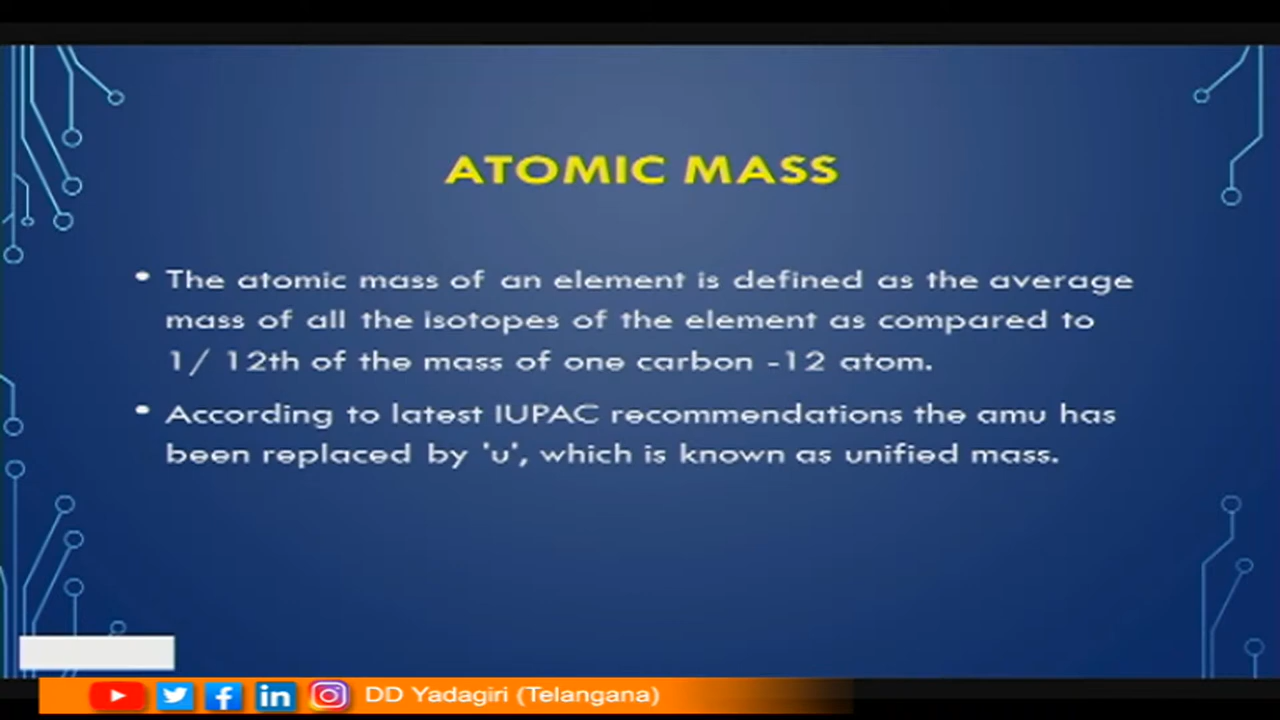 ATOMIC MASS
• The atomic mass of an element is defined as the average
mass of all the isotopes of the element as compared to
1/ 12th of the mass of one carbon -12 atom.
• According to latest IUPAC recommendations the amu has
been replaced by 'u', which is known as unified mass.
DD Yadagiri (Telangana)